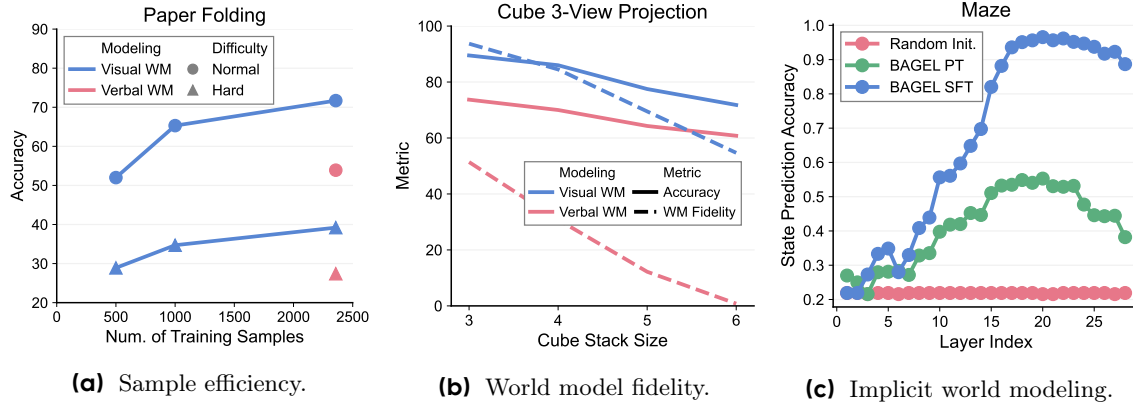 Paper Folding
Modeling Difficulty
Visual WM Normal
Verbal WM Hard
Accuracy
90
80
70
60
50
40
30
20
0 500 1000 1500 2000 2500
Num. of Training Samples
(a) Sample efficiency.
Cube 3-View Projection
Metric
100
80
60
40
20
0
Modeling Metric
Visual WM Accuracy
Verbal WM WM Fidelity
3 4 5 6
Cube Stack Size
(b) World model fidelity.
Maze
Random Init.
BAGEL PT
BAGEL SFT
State Prediction Accuracy
1.0
0.9
0.8
0.7
0.6
0.5
0.4
0.3
0.2
0 5 10 15 20 25
Layer Index
(c) Implicit world modeling.